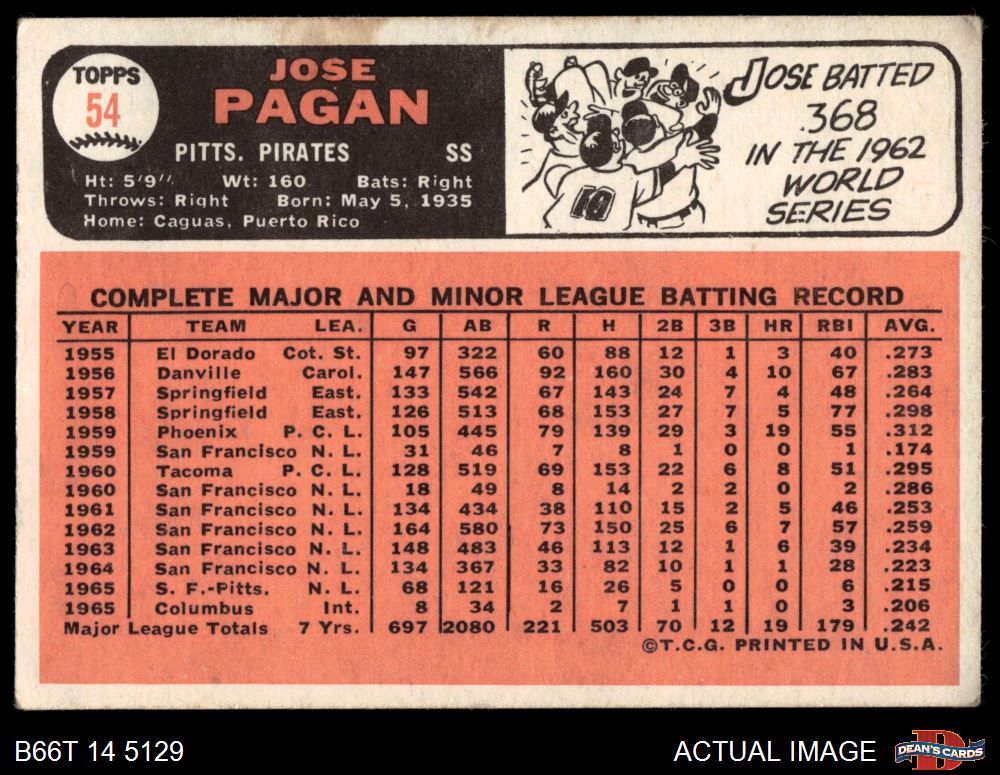 TOPPS
54
JOSE
PAGAN
PITTS. PIRATES SS
Ht: 5'9" Wt: 160 Bats: Right
Throws: Right Born: May 5, 1935
Home: Caguas, Puerto Rico
10
JOSE BATTED
.368
IN THE 1962
WORLD
SERIES
COMPLETE MAJOR AND MINOR LEAGUE BATTING RECORD
YEAR TEAM LEA. G AB R H 2B 3B HR RBI AVG.
1955 El Dorado Cot. St. 97 322 60 88 12 1 3 40 .273
1956 Danville Carol. 147 566 92 160 30 4 10 67 .283
1957 Springfield East. 133 542 67 143 24 7 4 48 .264
1958 Springfield East. 126 513 68 153 27 7 5 77 .298
1959 Phoenix P. C. L. 105 445 79 139 29 3 19 55 .312
1959 San Francisco N. L. 31 46 7 8 1 0 0 1 .174
1960 Tacoma P. C. L. 128 519 69 153 22 6 8 51 .295
1960 San Francisco N. L. 18 49 8 14 2 2 0 2 .286
1961 San Francisco N. L. 134 434 38 110 15 2 5 46 .253
1962 San Francisco N. L. 164 580 73 150 25 6 7 57 .259
1963 San Francisco N. L. 148 483 46 113 12 1 6 39 .234
1964 San Francisco N. L. 134 367 33 82 10 1 1 28 .223
1965 S. F.-Pitts. N. L. 68 121 16 26 5 0 0 6 .215
1965 Columbus Int. 8 34 2 7 1 1 0 3 .206
Major League Totals 7 Yrs. 697 2080 221 503 70 12 19 179 .242
©T.C.G. PRINTED IN U.S.A.
B66T 14 5129 ACTUAL IMAGE DEAN'S CARDS